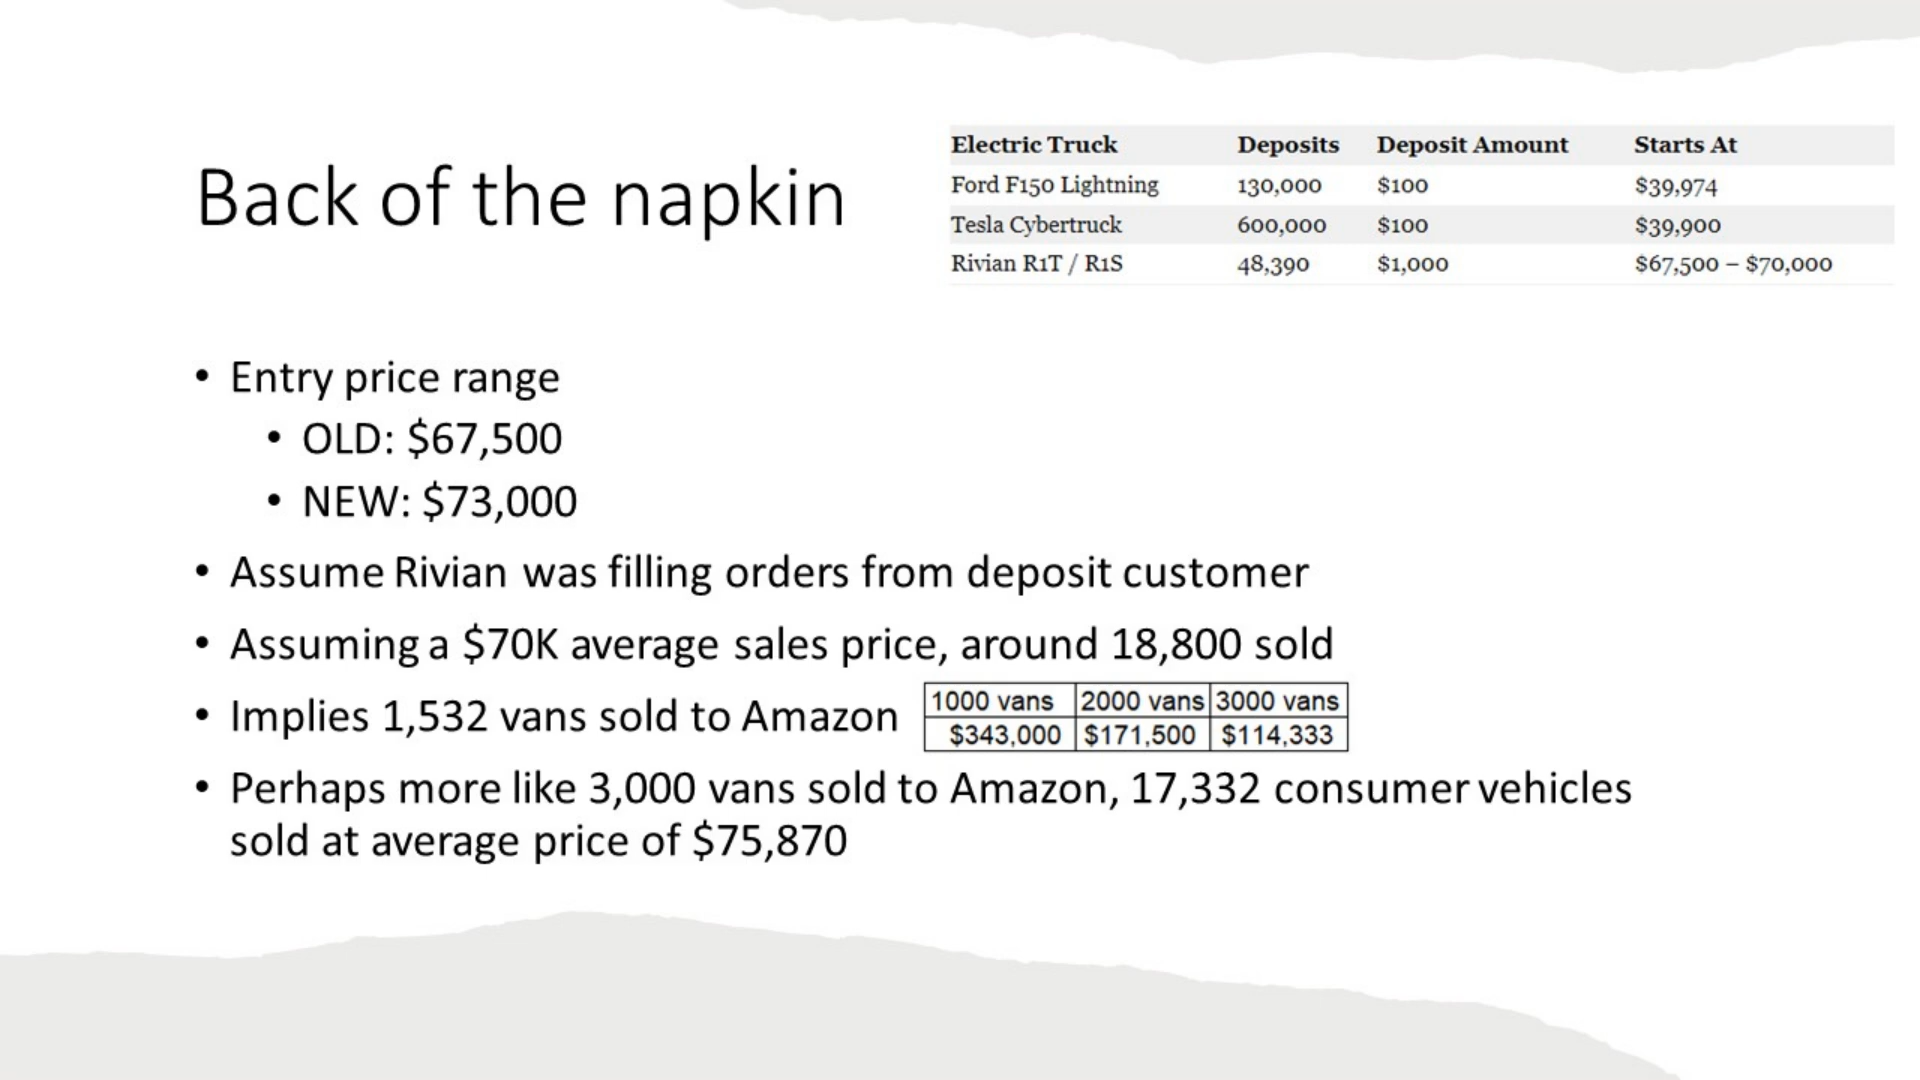 Back of the napkin
Electric Truck Deposits Deposit Amount Starts At
Ford F150 Lightning 130,000 $100 $39,974
Tesla Cybertruck 600,000 $100 $39,900
Rivian R1T / R1S 48,390 $1,000 $67,500 – $70,000
• Entry price range
• OLD: $67,500
• NEW: $73,000
• Assume Rivian was filling orders from deposit customer
• Assuming a $70K average sales price, around 18,800 sold
• Implies 1,532 vans sold to Amazon
1000 vans 2000 vans 3000 vans
$343,000 $171,500 $114,333
• Perhaps more like 3,000 vans sold to Amazon, 17,332 consumer vehicles
sold at average price of $75,870